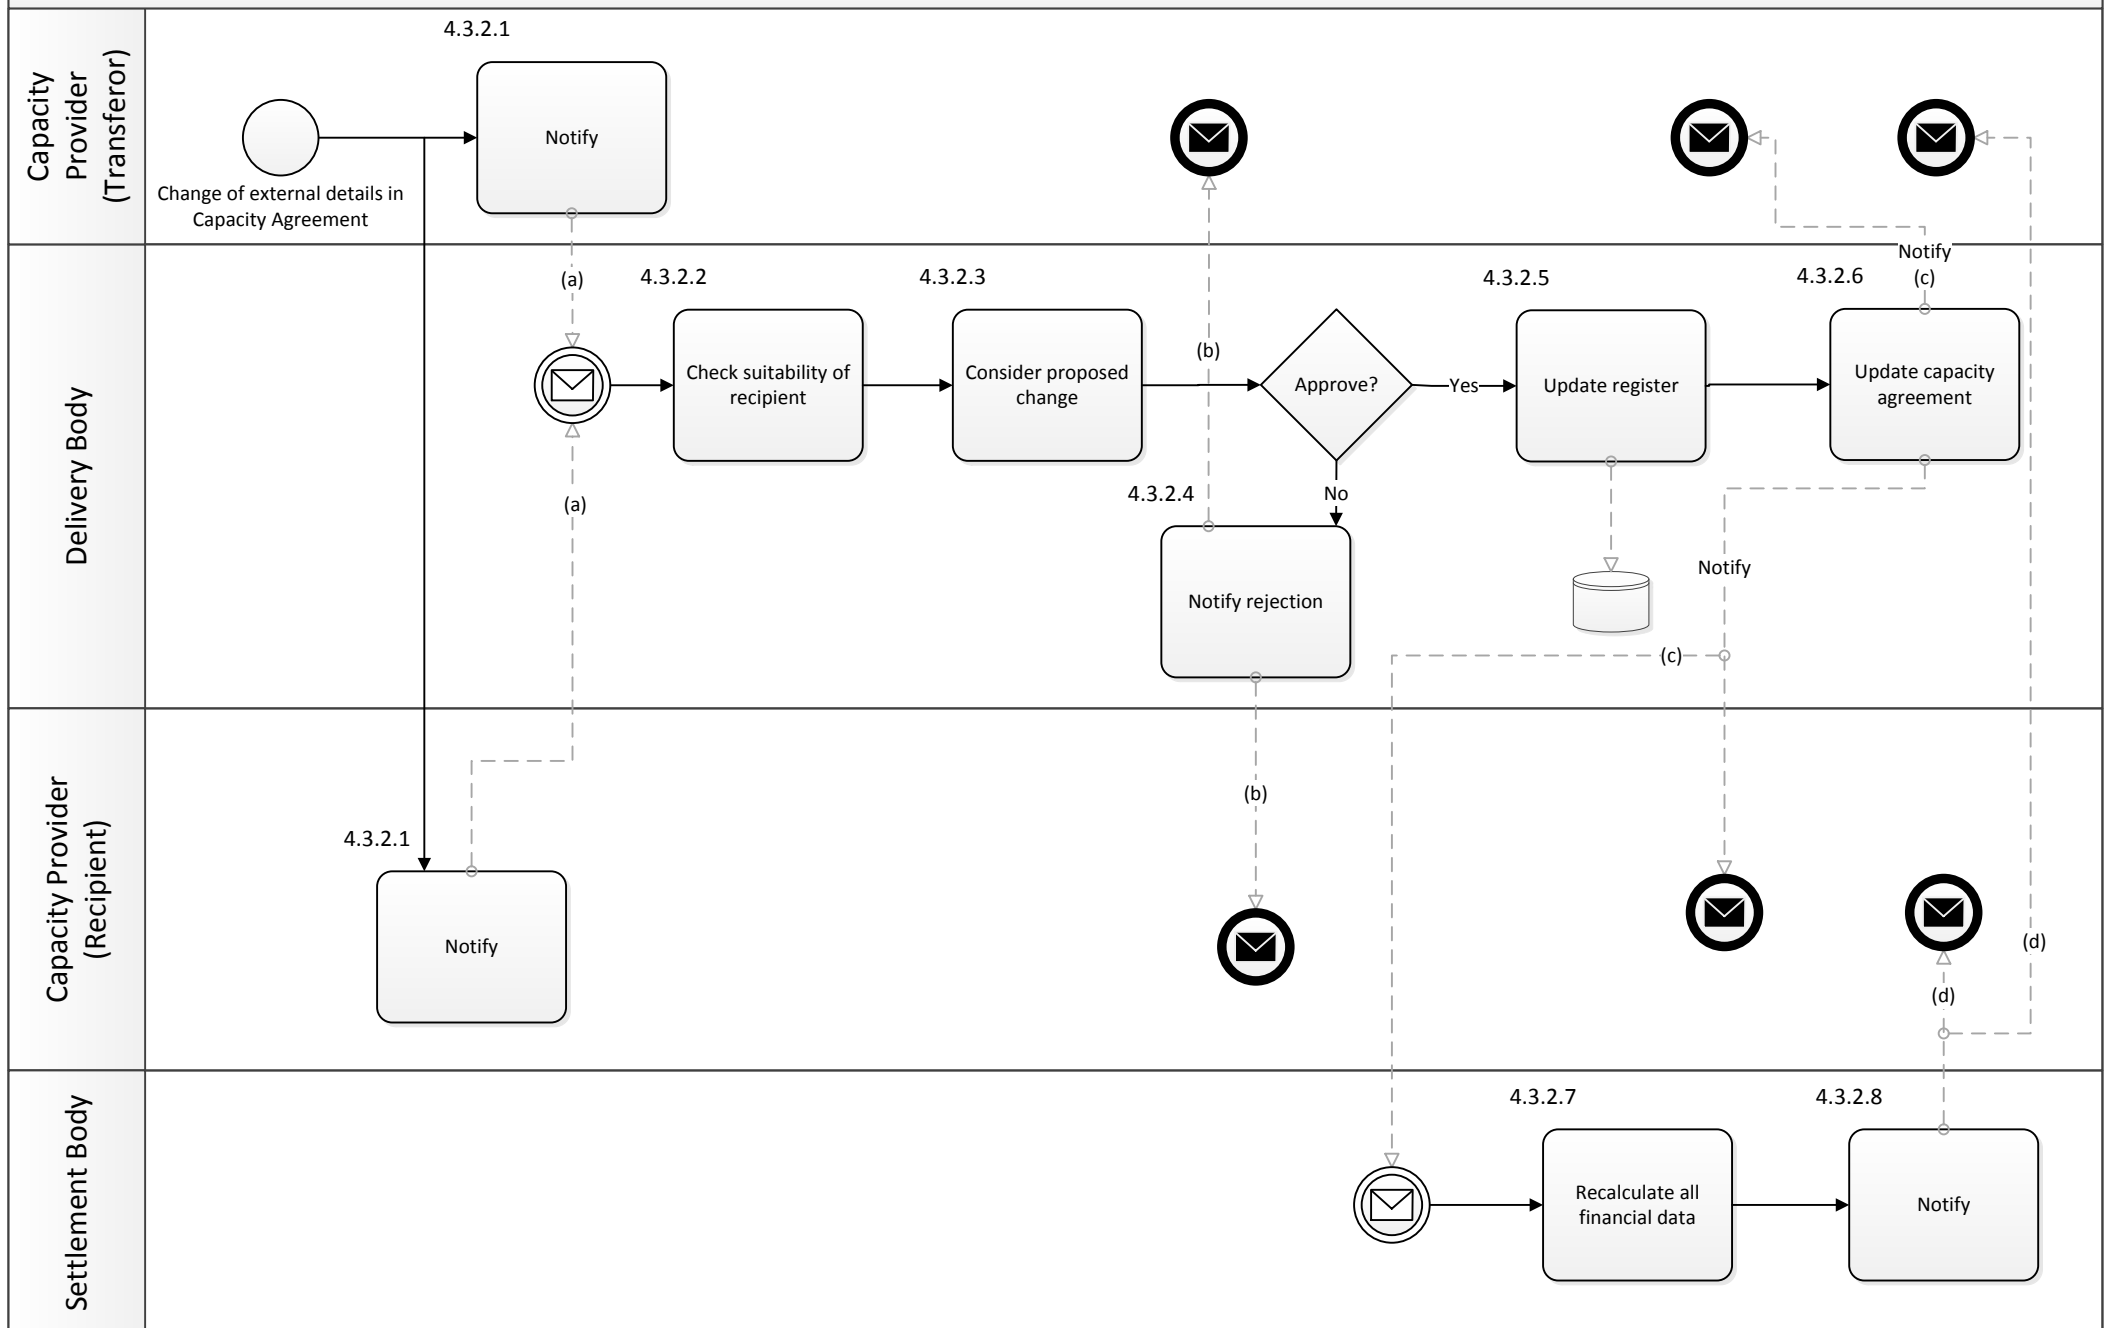 Capacity
Provider
(Transferor)
4.3.2.1
Notify
Change of external details in
Capacity Agreement
Delivery Body
(a)
(a)
4.3.2.2
Check suitability of
recipient
4.3.2.3
Consider proposed
change
(b)
Approve?
Yes
No
4.3.2.4
Notify rejection
4.3.2.5
Update register
4.3.2.6
Update capacity
agreement
Notify
(c)
Notify
(c)
Capacity Provider
(Recipient)
4.3.2.1
Notify
(b)
(d)
(d)
Settlement Body
4.3.2.7
Recalculate all
financial data
4.3.2.8
Notify